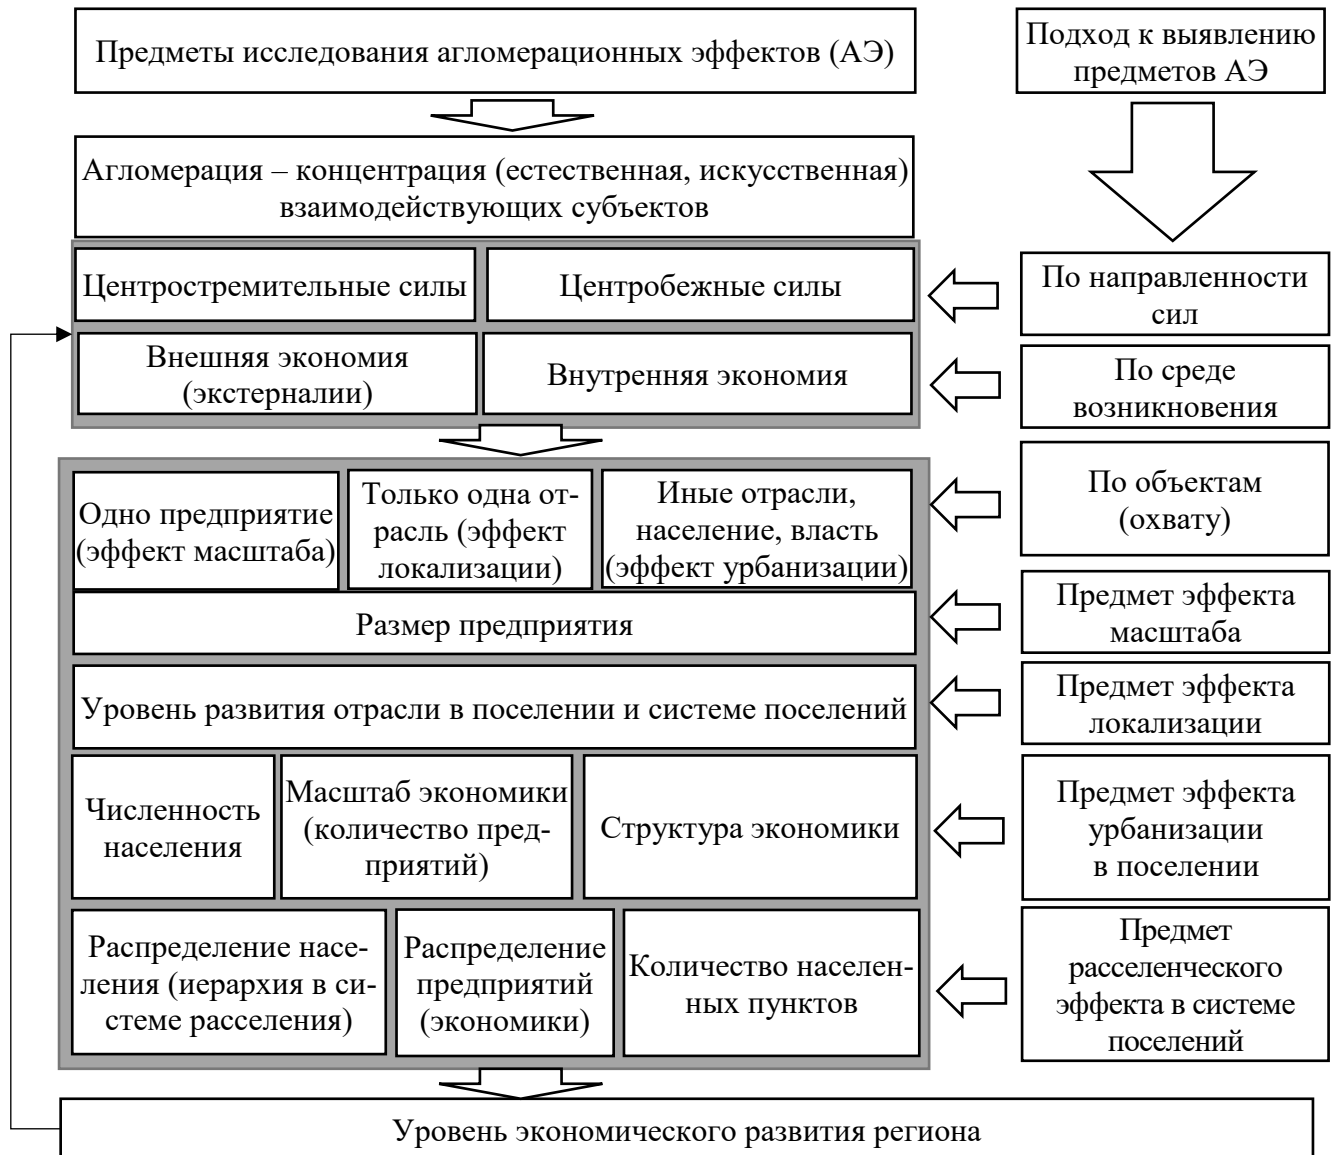 Предметы исследования агломерационных эффектов (АЭ)
Подход к выявлению
предметов АЭ
Агломерация – концентрация (естественная, искусственная)
взаимодействующих субъектов
Центростремительные силы
Центробежные силы
По направленности
сил
Внешняя экономия
(экстерналии)
Внутренняя экономия
По среде
возникновения
Одно предприятие
(эффект масштаба)
Только одна от-
расль (эффект
локализации)
Иные отрасли,
население, власть
(эффект урбанизации)
По объектам
(охвату)
Размер предприятия
Предмет эффекта
масштаба
Уровень развития отрасли в поселении и системе поселений
Предмет эффекта
локализации
Численность
населения
Масштаб экономики
(количество пред-
приятий)
Структура экономики
Предмет эффекта
урбанизации
в поселении
Распределение насе-
ления (иерархия в си-
стеме расселения)
Распределение
предприятий
(экономики)
Количество населен-
ных пунктов
Предмет
расселенческого
эффекта в системе
поселений
Уровень экономического развития региона